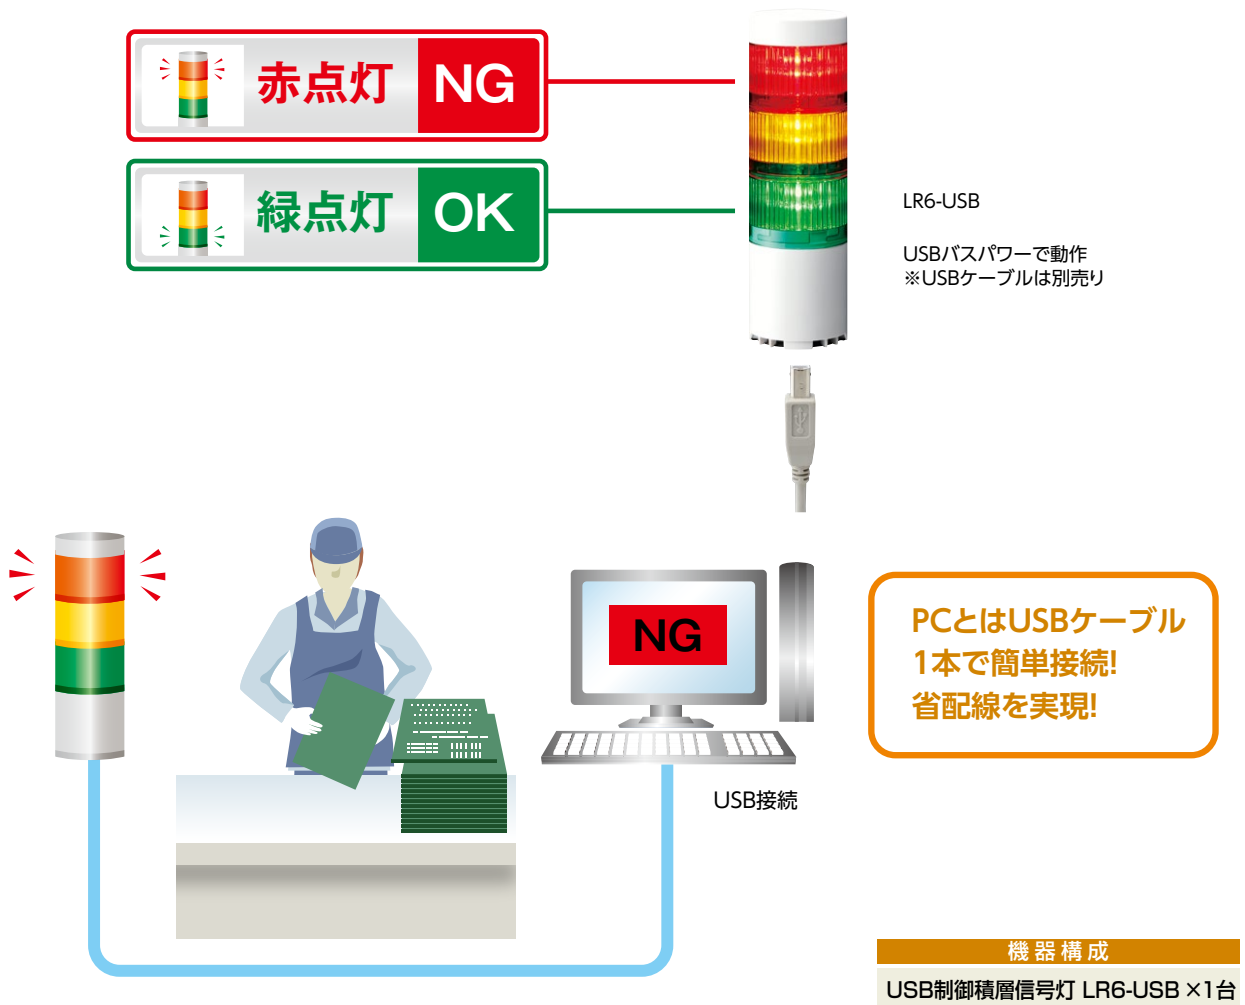 赤点灯 NG
緑点灯 OK
LR6-USB
USBバスパワーで動作
※USBケーブルは別売り
NG
PCとはUSBケーブル
1本で簡単接続!
省配線を実現!
USB接続
機器構成
USB制御積層信号灯 LR6-USB ×1台